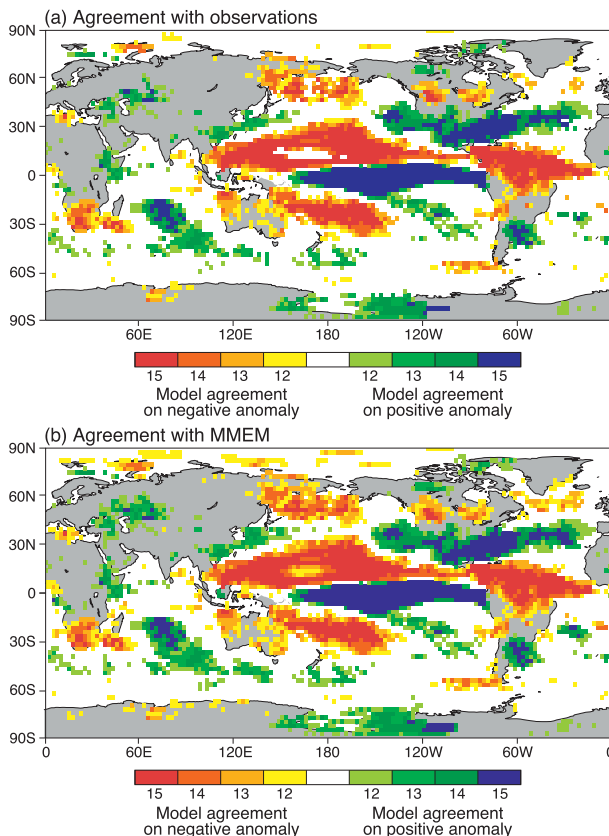 (a) Agreement with observations
90N
60N
30N
0
30S
60S
90S
60E 120E 180 120W 60W 0
15 14 13 12 12 13 14 15
Model agreement on negative anomaly
Model agreement on positive anomaly
(b) Agreement with MMEM
90N
60N
30N
0
30S
60S
90S
60E 120E 180 120W 60W 0
15 14 13 12 12 13 14 15
Model agreement on negative anomaly
Model agreement on positive anomaly